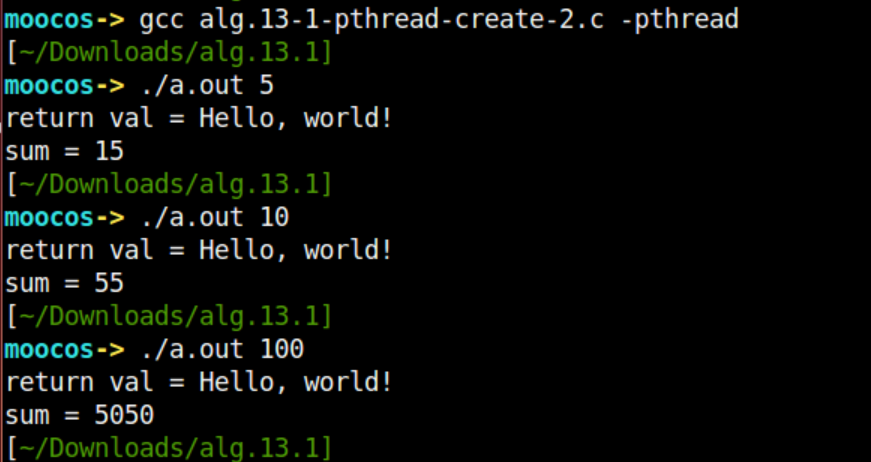 moocos-> gcc alg.13-1-pthread-create-2.c -pthread
[~/Downloads/alg.13.1]
moocos-> ./a.out 5
return val = Hello, world!
sum = 15
[~/Downloads/alg.13.1]
moocos-> ./a.out 10
return val = Hello, world!
sum = 55
[~/Downloads/alg.13.1]
moocos-> ./a.out 100
return val = Hello, world!
sum = 5050
[~/Downloads/alg.13.1]